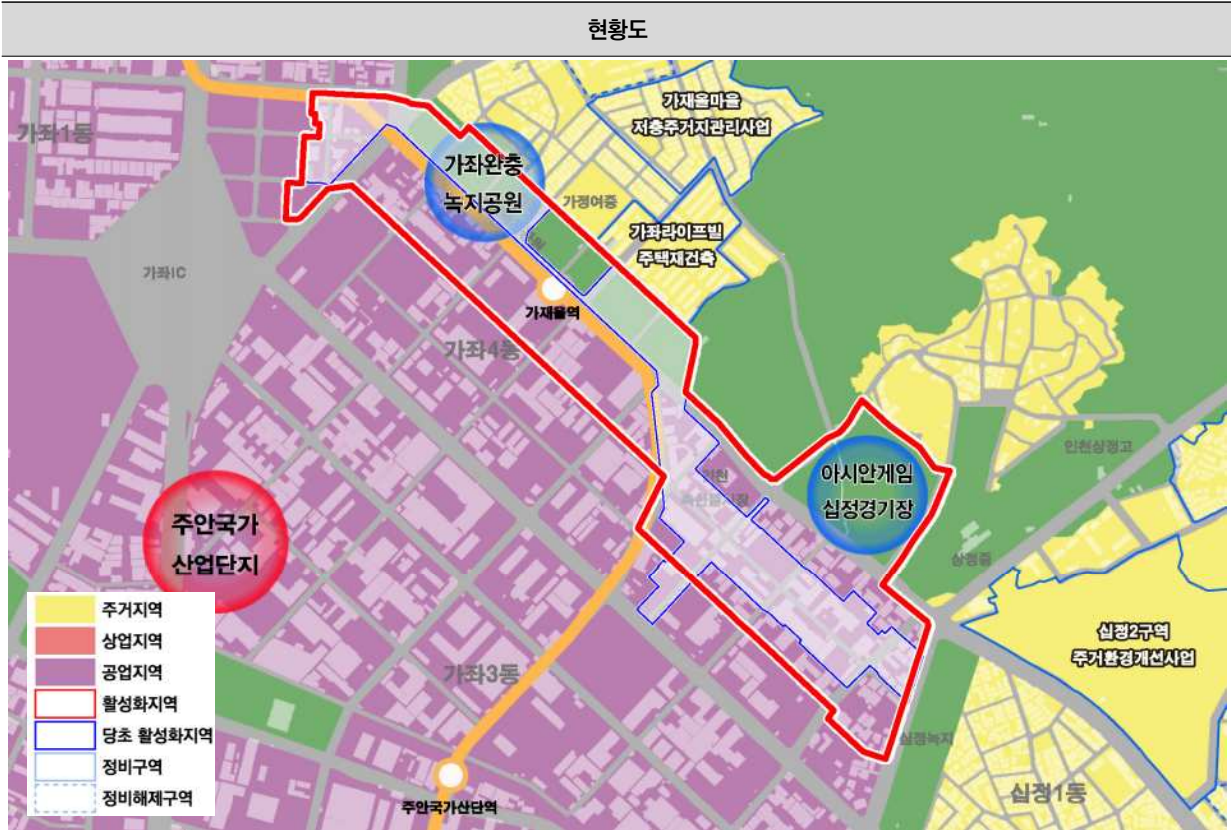 현황도
가재울마을
저층주거지관리사업
가좌1동
가좌완충
녹지공원
가정여중
가좌라이프빌
주택재건축
가좌IC
가재울역
가좌4동
인천상정고
아시안게임
십정경기장
주안국가
산업단지
상정중
주거지역
상업지역
공업지역
활성화지역
당초 활성화지역
정비구역
정비해제구역
십정2구역
주거환경개선사업
가좌3동
십정녹지
십정1동
주안국가산단역